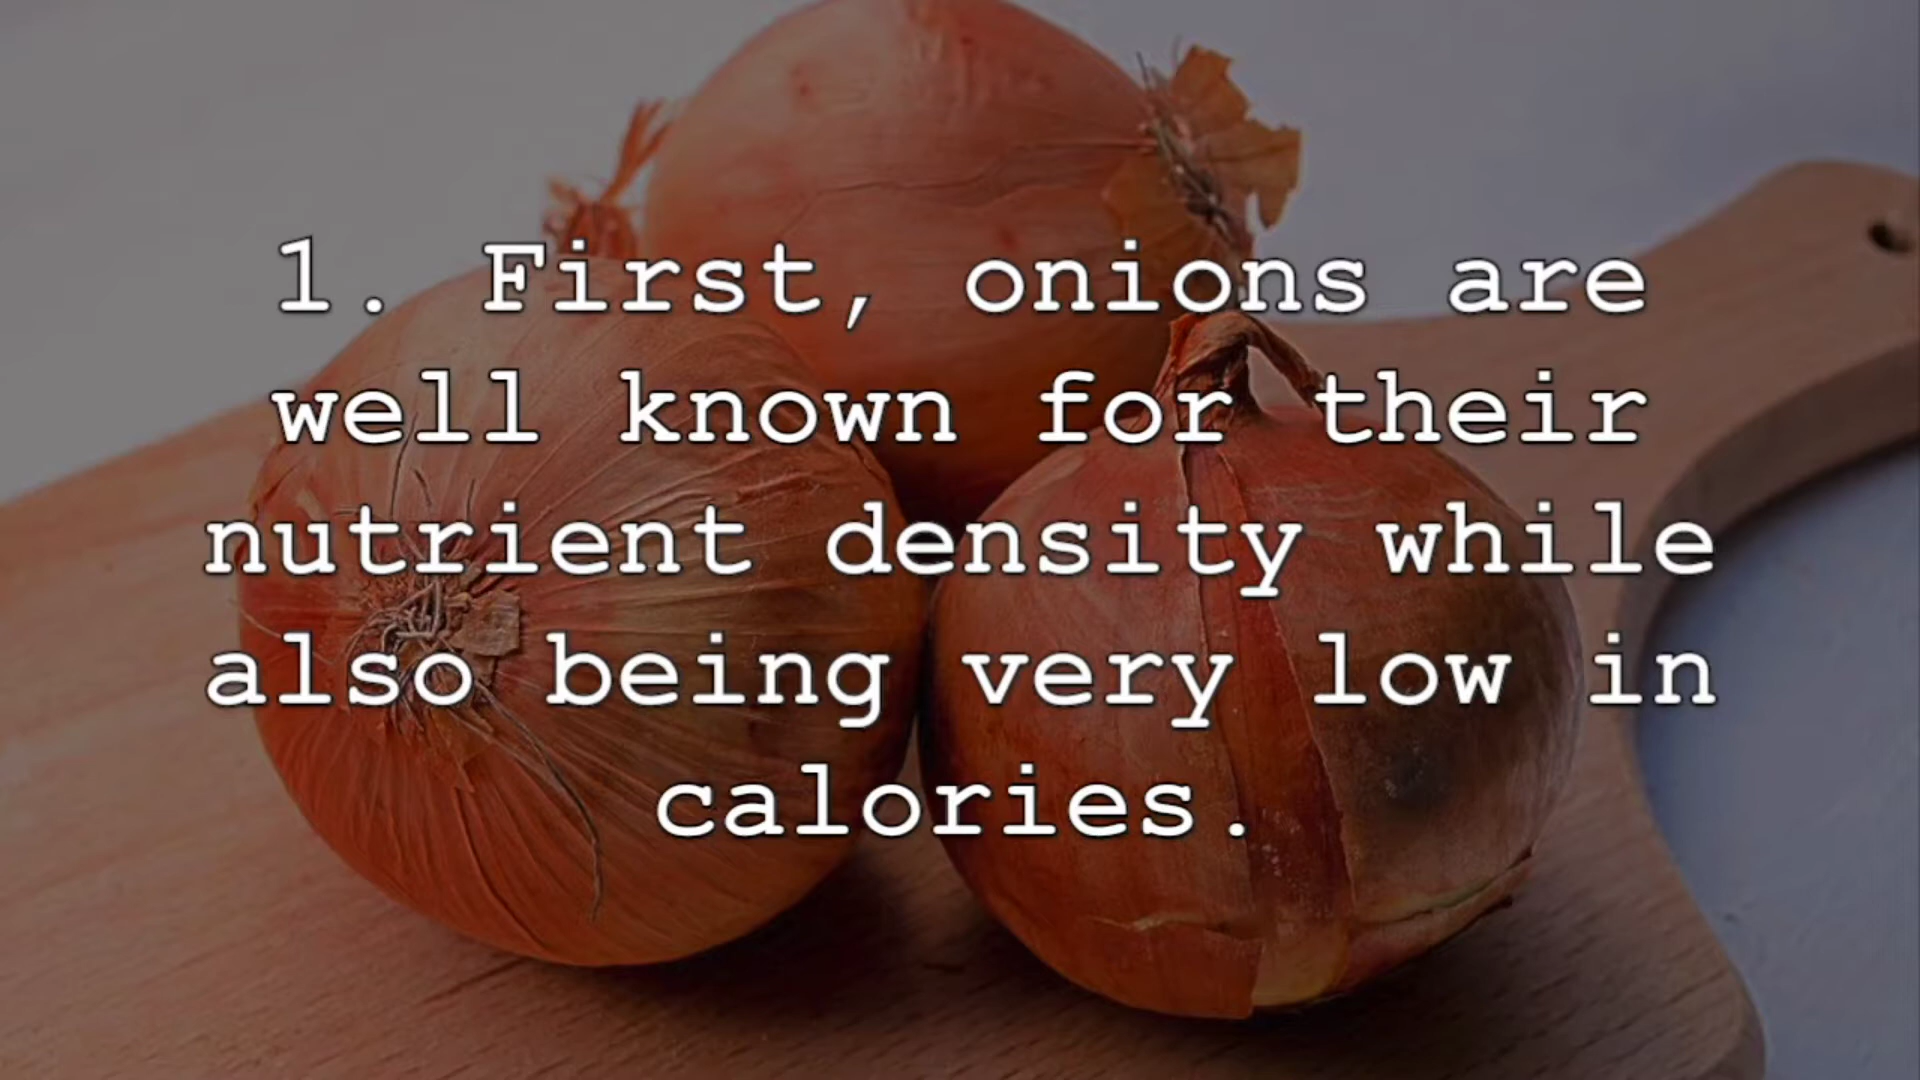 1. First, onions are
well known for their
nutrient density while
also being very low in
calories.